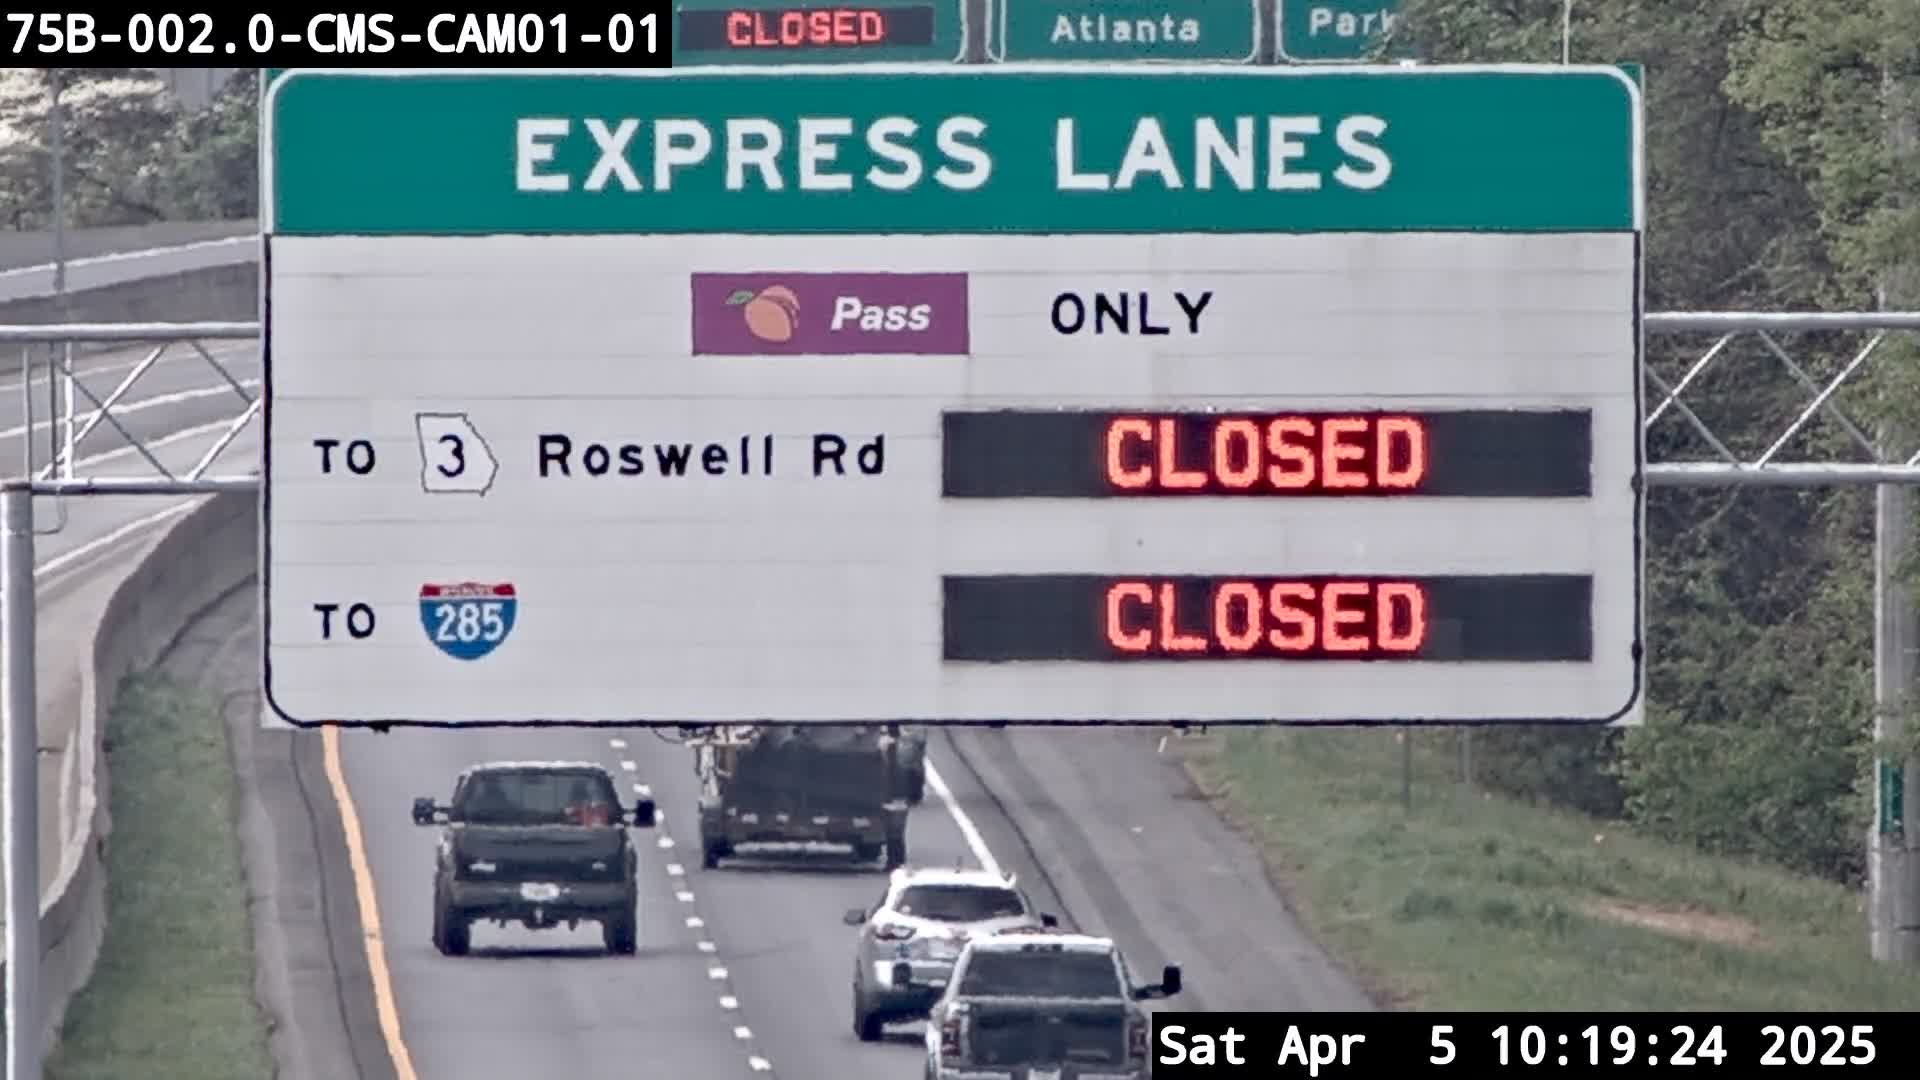 75B-002.0-CMS-CAM01-01
CLOSED
Atlanta
Park
EXPRESS LANES
Pass ONLY
TO 3 Roswell Rd CLOSED
TO 285 CLOSED
Sat Apr 5 10:19:24 2025